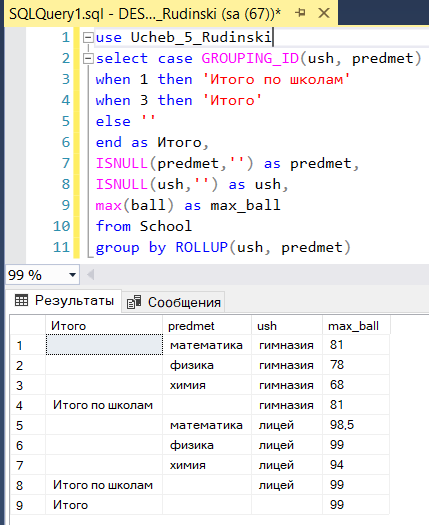 SQLQuery1.sql - DES..._Rudinski (sa (67))*
1 use Ucheb_5_Rudinski
2 select case GROUPING_ID(ush, predmet)
3 when 1 then 'Итого по школам'
4 when 3 then 'Итого'
5 else ''
6 end as Итого,
7 ISNULL(predmet,'') as predmet,
8 ISNULL(ush,'') as ush,
9 max(ball) as max_ball
10 from School
11 group by ROLLUP(ush, predmet)
99 %
Результаты Сообщения
Итого predmet ush max_ball
1 математика гимназия 81
2 физика гимназия 78
3 химия гимназия 68
4 Итого по школам гимназия 81
5 математика лицей 98,5
6 физика лицей 99
7 химия лицей 94
8 Итого по школам лицей 99
9 Итого 99